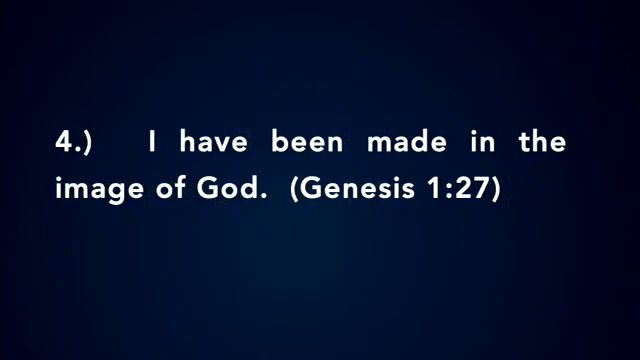 4.) I have been made in the
image of God. (Genesis 1:27)